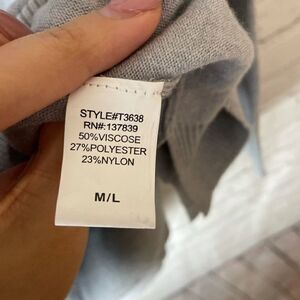 STYLE#T3638
RN#:137839
50%VISCOSE
27%POLYESTER
23%NYLON
M/L